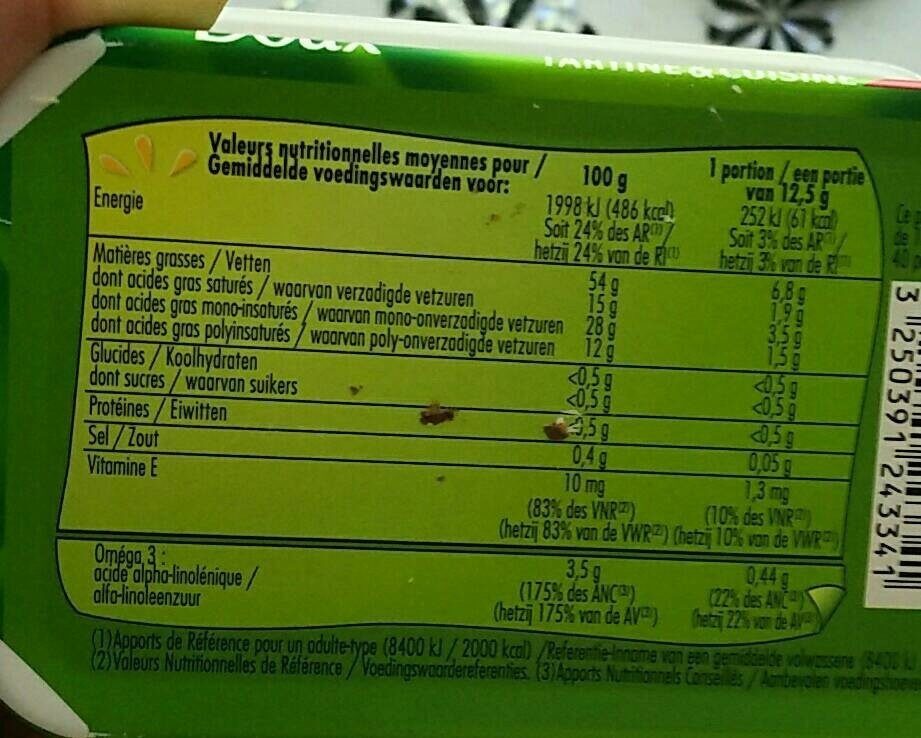 Doux
TARTINE & CUISINE
Valeurs nutritionnelles moyennes pour /
Gemiddelde voedingswaarden voor:
100 g
1 portion / een portie
van 12,5 g
Energie
1998 kJ (486 kcal) 252 kJ (61 kcal)
Soit 24% des AR(1) / Soit 3% des AR(1) /
hetzij 24% van de RI(1) hetzij 3% van de RI(1)
Matières grasses / Vetten 54 g 6,8 g
dont acides gras saturés / waarvan verzadigde vetzuren 15 g 1,9 g
dont acides gras mono-insaturés / waarvan mono-onverzadigde vetzuren 28 g 3,5 g
dont acides gras polyinsaturés / waarvan poly-onverzadigde vetzuren 12 g 1,5 g
Glucides / Koolhydraten <0,5 g <0,5 g
dont sucres / waarvan suikers <0,5 g <0,5 g
Protéines / Eiwitten ,5 g <0,5 g
Sel / Zout 0,4 g 0,05 g
Vitamine E 10 mg 1,3 mg
(83% des VNR(2)) (10% des VNR(2))
(hetzij 83% van de VWR(2)) (hetzij 10% van de VWR(2))
Oméga 3 :
acide alpha-linolénique /
alfa-linoleenzuur
3,5 g 0,44 g
(175% des ANC(3)) (22% des ANC(3))
(hetzij 175% van de AV(3)) (hetzij 22% van de AV(3))
(1)Apports de Référence pour un adulte-type (8400 kJ / 2000 kcal) /Referentie-Inname van een gemiddelde volwassene (8400 kJ
(2)Valeurs Nutritionnelles de Référence / Voedingswaardereferenties. (3)Apports Nutritionnels Conseillés / Aanbevolen voedingshoeve
3 250391 243341
Ce
de
40